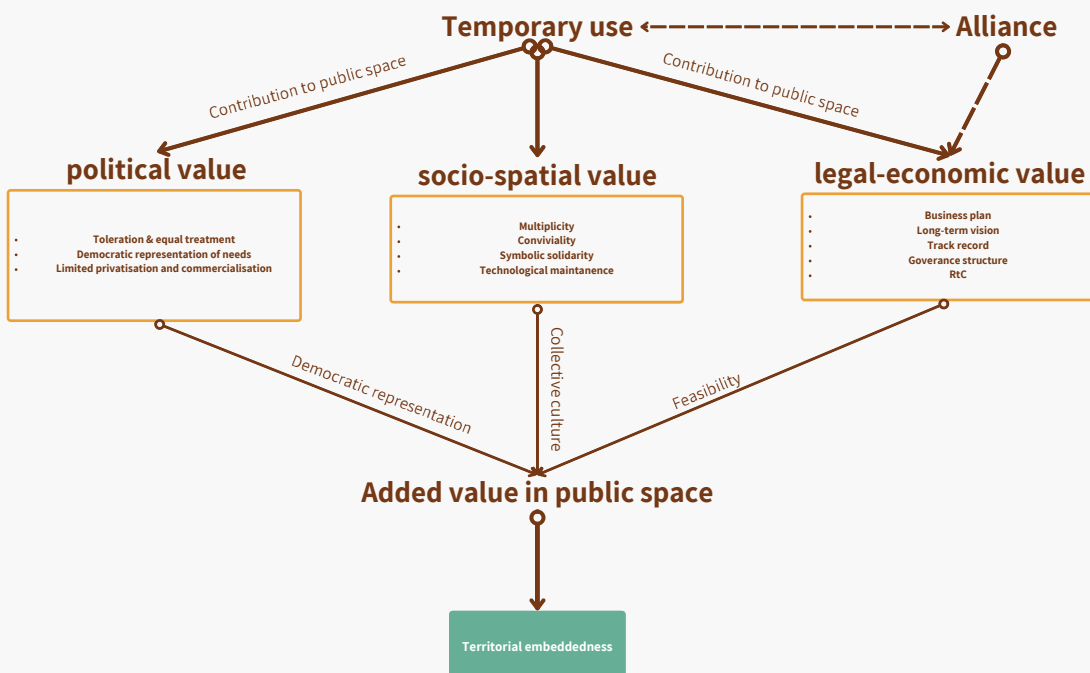 Temporary use
Alliance
Contribution to public space
Contribution to public space
political value
socio-spatial value
legal-economic value
• Toleration & equal treatment
• Democratic representation of needs
• Limited privatisation and commercialisation
• Multiplicity
• Conviviality
• Symbolic solidarity
• Technological maintanence
• Business plan
• Long-term vision
• Track record
• Goverance structure
• RtC
Democratic representation
Collective culture
Feasibility
Added value in public space
Territorial embeddedness